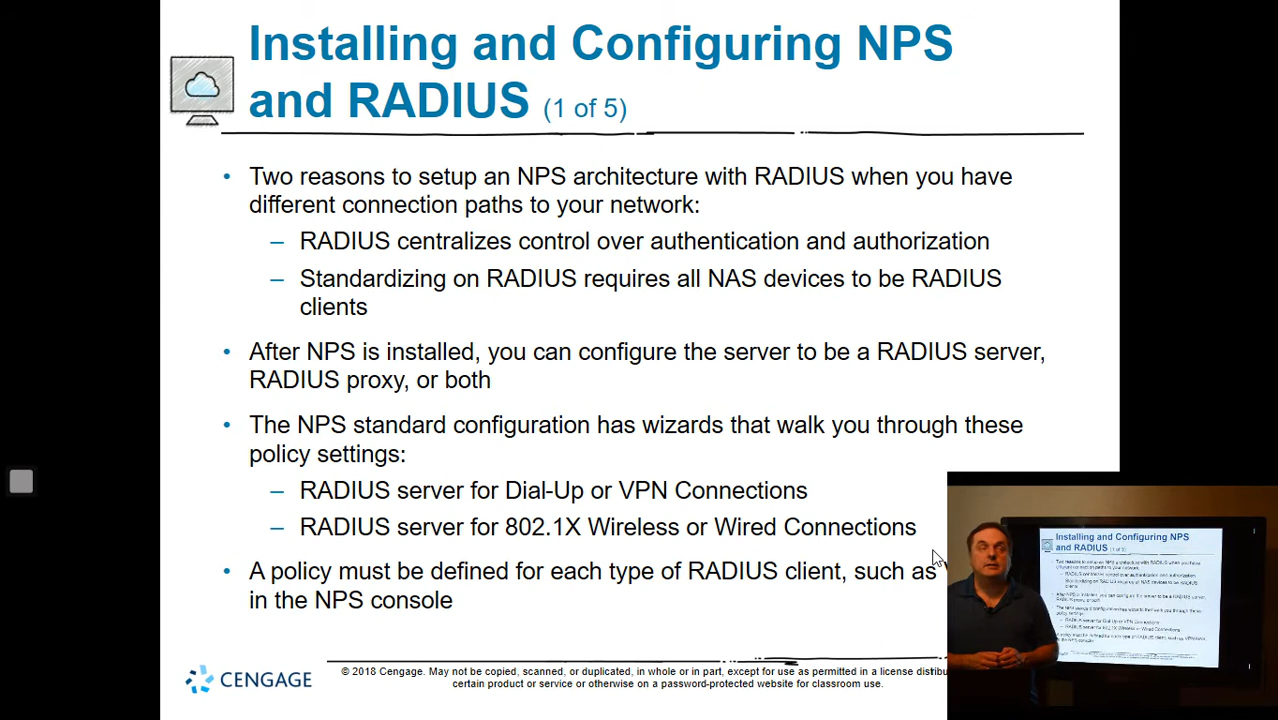 Installing and Configuring NPS
and RADIUS (1 of 5)
• Two reasons to setup an NPS architecture with RADIUS when you have
different connection paths to your network:
– RADIUS centralizes control over authentication and authorization
– Standardizing on RADIUS requires all NAS devices to be RADIUS
clients
• After NPS is installed, you can configure the server to be a RADIUS server,
RADIUS proxy, or both
• The NPS standard configuration has wizards that walk you through these
policy settings:
– RADIUS server for Dial-Up or VPN Connections
– RADIUS server for 802.1X Wireless or Wired Connections
• A policy must be defined for each type of RADIUS client, such as
in the NPS console
CENGAGE
© 2018 Cengage. May not be copied, scanned, or duplicated, in whole or in part, except for use as permitted in a license
certain product or service or otherwise on a password-protected website for classroom use.
Installing and Configuring NPS
and RADIUS (1 of 5)